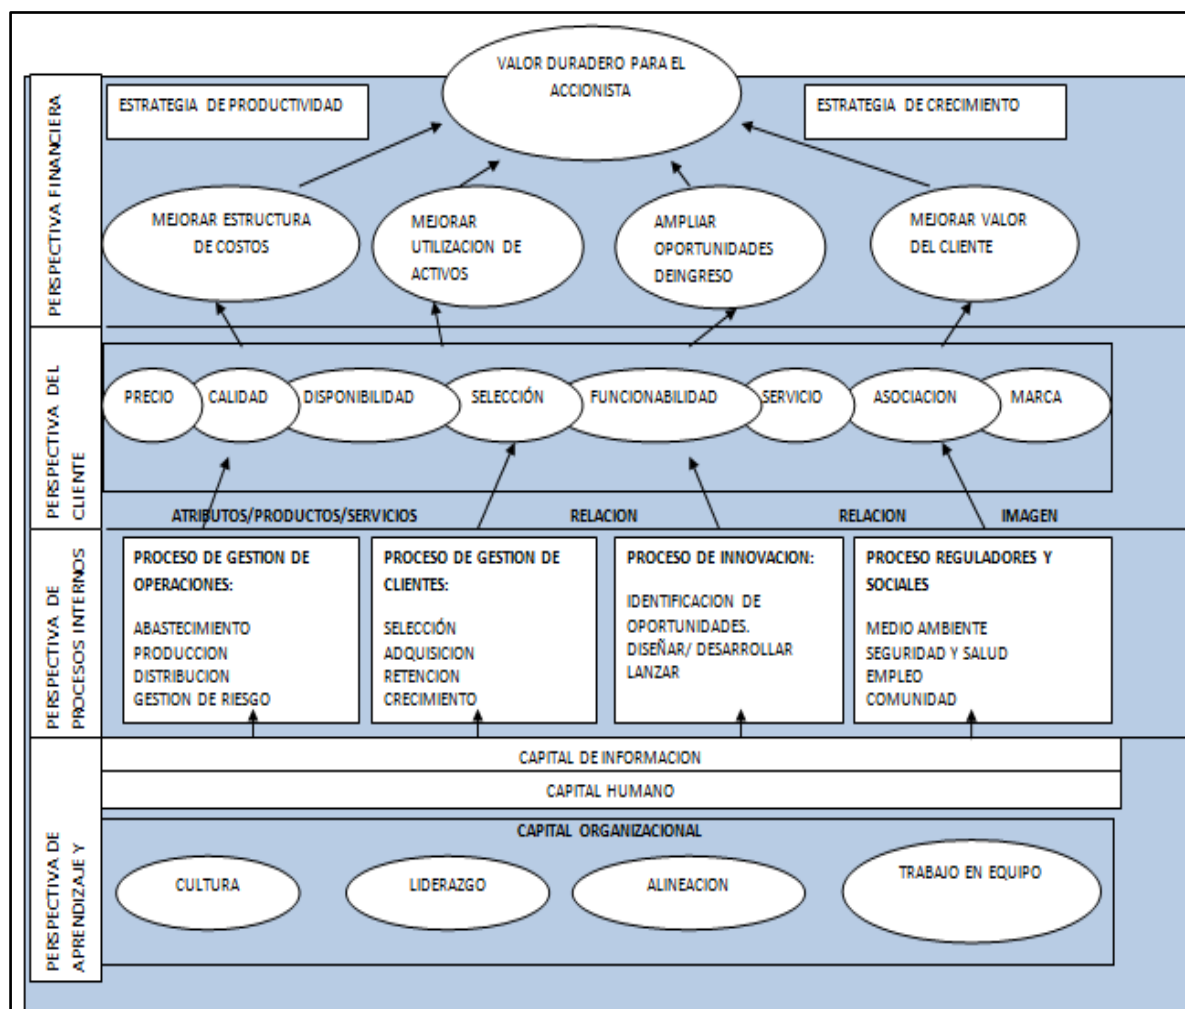 VALOR DURADERO PARA EL
ACCIONISTA
PERSPECTIVA FINANCIERA
ESTRATEGIA DE PRODUCTIVIDAD
ESTRATEGIA DE CRECIMIENTO
MEJORAR ESTRUCTURA
DE COSTOS
MEJORAR
UTILIZACION DE
ACTIVOS
AMPLIAR
OPORTUNIDADES
DEINGRESO
MEJORAR VALOR
DEL CLIENTE
PERSPECTIVA DEL
CLIENTE
PRECIO
CALIDAD
DISPONIBILIDAD
SELECCIÓN
FUNCIONABILIDAD
SERVICIO
ASOCIACION
MARCA
ATRIBUTOS/PRODUCTOS/SERVICIOS
RELACION
RELACION
IMAGEN
PERSPECTIVA DE
PROCESOS INTERNOS
PROCESO DE GESTION DE
OPERACIONES:
ABASTECIMIENTO
PRODUCCION
DISTRIBUCION
GESTION DE RIESGO
PROCESO DE GESTION DE
CLIENTES:
SELECCIÓN
ADQUISICION
RETENCION
CRECIMIENTO
PROCESO DE INNOVACION:
IDENTIFICACION DE
OPORTUNIDADES.
DISEÑAR/ DESARROLLAR
LANZAR
PROCESO REGULADORES Y
SOCIALES
MEDIO AMBIENTE
SEGURIDAD Y SALUD
EMPLEO
COMUNIDAD
PERSPECTIVA DE
APRENDIZAJE Y
CAPITAL DE INFORMACION
CAPITAL HUMANO
CAPITAL ORGANIZACIONAL
CULTURA
LIDERAZGO
ALINEACION
TRABAJO EN EQUIPO